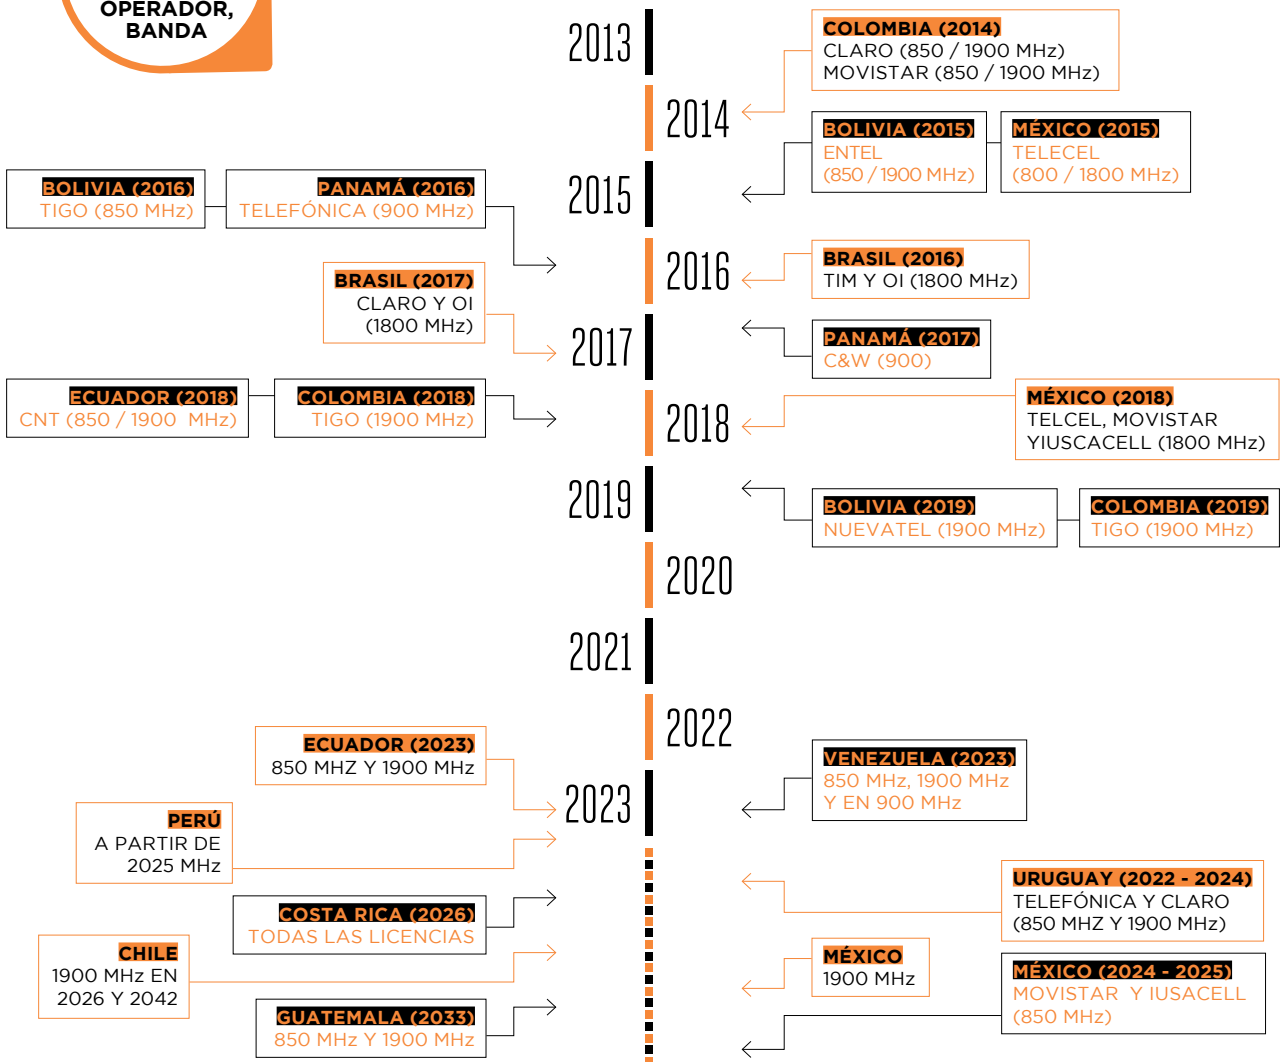 OPERADOR,
BANDA
2013
COLOMBIA (2014)
CLARO (850 / 1900 MHz)
MOVISTAR (850 / 1900 MHz)
2014
BOLIVIA (2015)
ENTEL
(850 / 1900 MHz)
MÉXICO (2015)
TELECEL
(800 / 1800 MHz)
2015
BOLIVIA (2016)
TIGO (850 MHz)
PANAMÁ (2016)
TELEFÓNICA (900 MHz)
2016
BRASIL (2016)
TIM Y OI (1800 MHz)
BRASIL (2017)
CLARO Y OI
(1800 MHz)
2017
PANAMÁ (2017)
C&W (900)
ECUADOR (2018)
CNT (850 / 1900 MHz)
COLOMBIA (2018)
TIGO (1900 MHz)
2018
MÉXICO (2018)
TELCEL, MOVISTAR
YIUSCACELL (1800 MHz)
2019
BOLIVIA (2019)
NUEVATEL (1900 MHz)
COLOMBIA (2019)
TIGO (1900 MHz)
2020
2021
2022
ECUADOR (2023)
850 MHZ Y 1900 MHz
VENEZUELA (2023)
850 MHz, 1900 MHz
Y EN 900 MHz
2023
PERÚ
A PARTIR DE
2025 MHz
URUGUAY (2022 - 2024)
TELEFÓNICA Y CLARO
(850 MHZ Y 1900 MHz)
COSTA RICA (2026)
TODAS LAS LICENCIAS
CHILE
1900 MHz EN
2026 Y 2042
MÉXICO
1900 MHz
MÉXICO (2024 - 2025)
MOVISTAR Y IUSACELL
(850 MHz)
GUATEMALA (2033)
850 MHz Y 1900 MHz